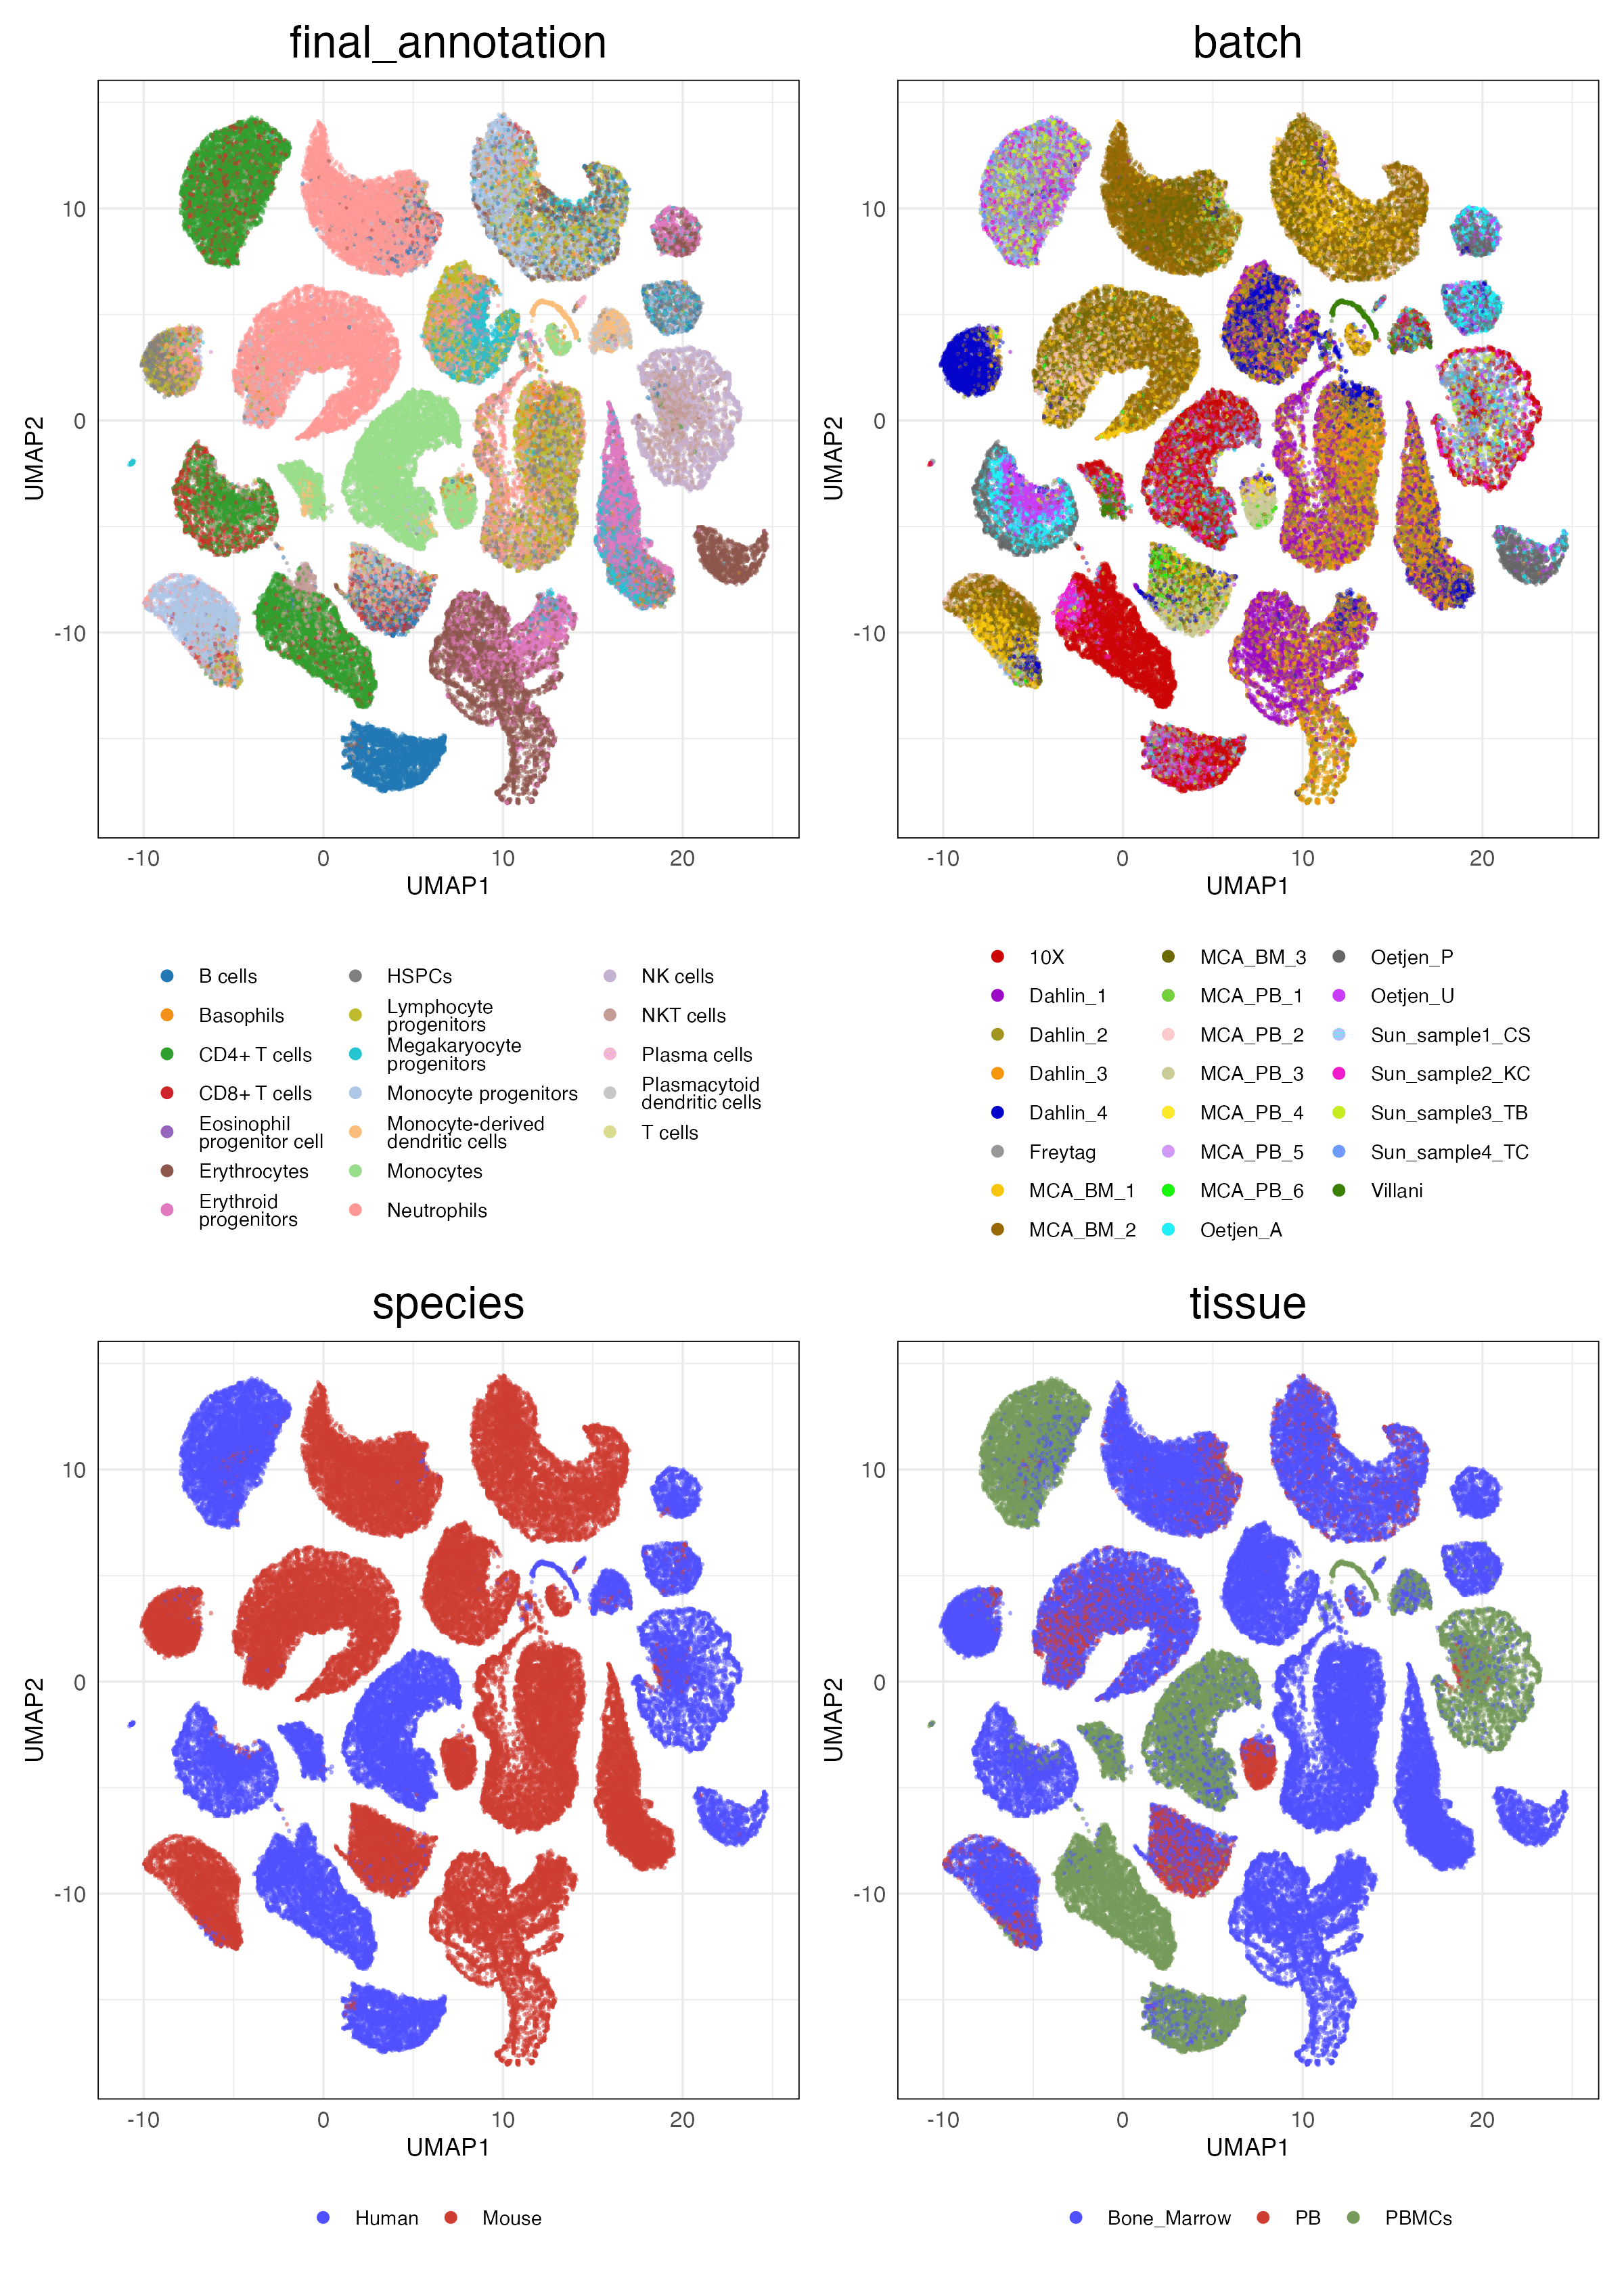 final_annotation
batch
10
0
-10
UMAP2
-10
0
10
20
UMAP1
10
0
-10
UMAP2
-10
0
10
20
UMAP1
B cells
Basophils
CD4+ T cells
CD8+ T cells
Eosinophil
progenitor cell
Erythrocytes
Erythroid
progenitors
HSPCs
Lymphocyte
progenitors
Megakaryocyte
progenitors
Monocyte progenitors
Monocyte-derived
dendritic cells
Monocytes
Neutrophils
NK cells
NKT cells
Plasma cells
Plasmacytoid
dendritic cells
T cells
10X
Dahlin_1
Dahlin_2
Dahlin_3
Dahlin_4
Freytag
MCA_BM_1
MCA_BM_2
MCA_BM_3
MCA_PB_1
MCA_PB_2
MCA_PB_3
MCA_PB_4
MCA_PB_5
MCA_PB_6
Oetjen_A
Oetjen_P
Oetjen_U
Sun_sample1_CS
Sun_sample2_KC
Sun_sample3_TB
Sun_sample4_TC
Villani
species
tissue
10
0
-10
UMAP2
-10
0
10
20
UMAP1
10
0
-10
UMAP2
-10
0
10
20
UMAP1
Human
Mouse
Bone_Marrow
PB
PBMCs